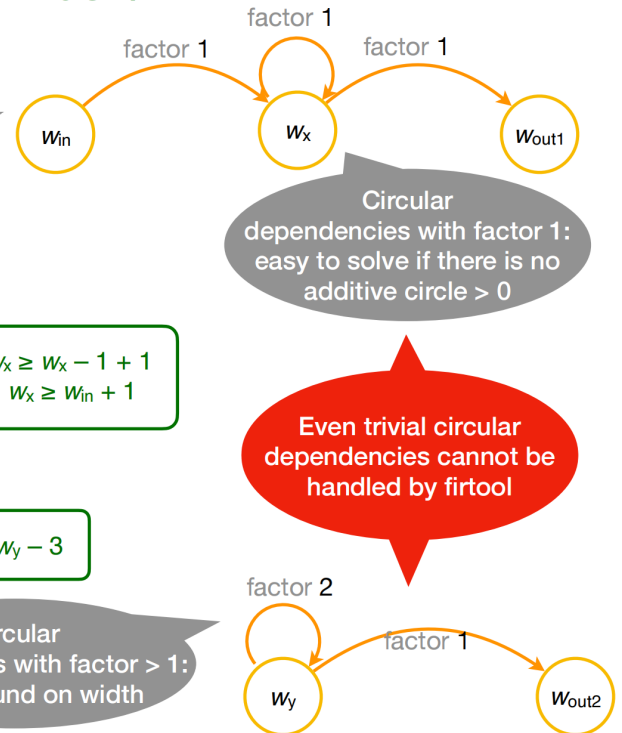 factor 1
factor 1
factor 1
win
wx
wout1
Circular
dependencies with factor 1:
easy to solve if there is no
additive circle > 0
≥ wx – 1 + 1
wx ≥ win + 1
Even trivial circular
dependencies cannot be
handled by firtool
wy – 3
factor 2
with factor > 1:
on width
factor 1
wy
wout2